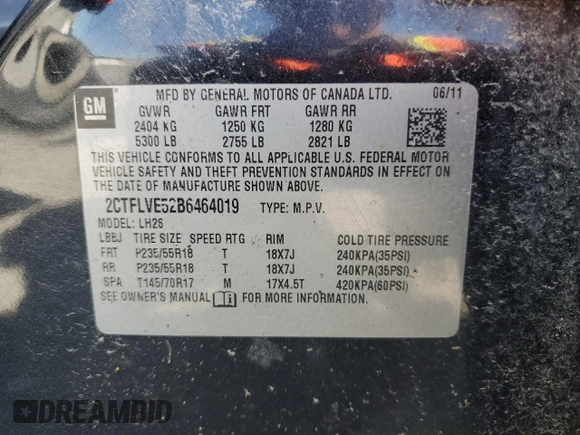 GM
MFD BY GENERAL MOTORS OF CANADA LTD. 06/11
GVWR GAWR FRT GAWR RR
2404 KG 1250 KG 1280 KG
5300 LB 2755 LB 2821 LB
THIS VEHICLE CONFORMS TO ALL APPLICABLE U.S. FEDERAL MOTOR
VEHICLE SAFETY AND THEFT PREVENTION STANDARDS IN EFFECT ON
THE DATE OF MANUFACTURE SHOWN ABOVE.
2CTFLVE52B6464019 TYPE: M.P.V.
MODEL: LH26
LBBJ TIRE SIZE SPEED RTG RIM COLD TIRE PRESSURE
FRT P235/55R18 T 18X7J 240KPA(35PSI)
RR P235/55R18 T 18X7J 240KPA(35PSI)
SPA T145/70R17 M 17X4.5T 420KPA(60PSI)
SEE OWNER'S MANUAL FOR MORE INFORMATION.
DREAMBID